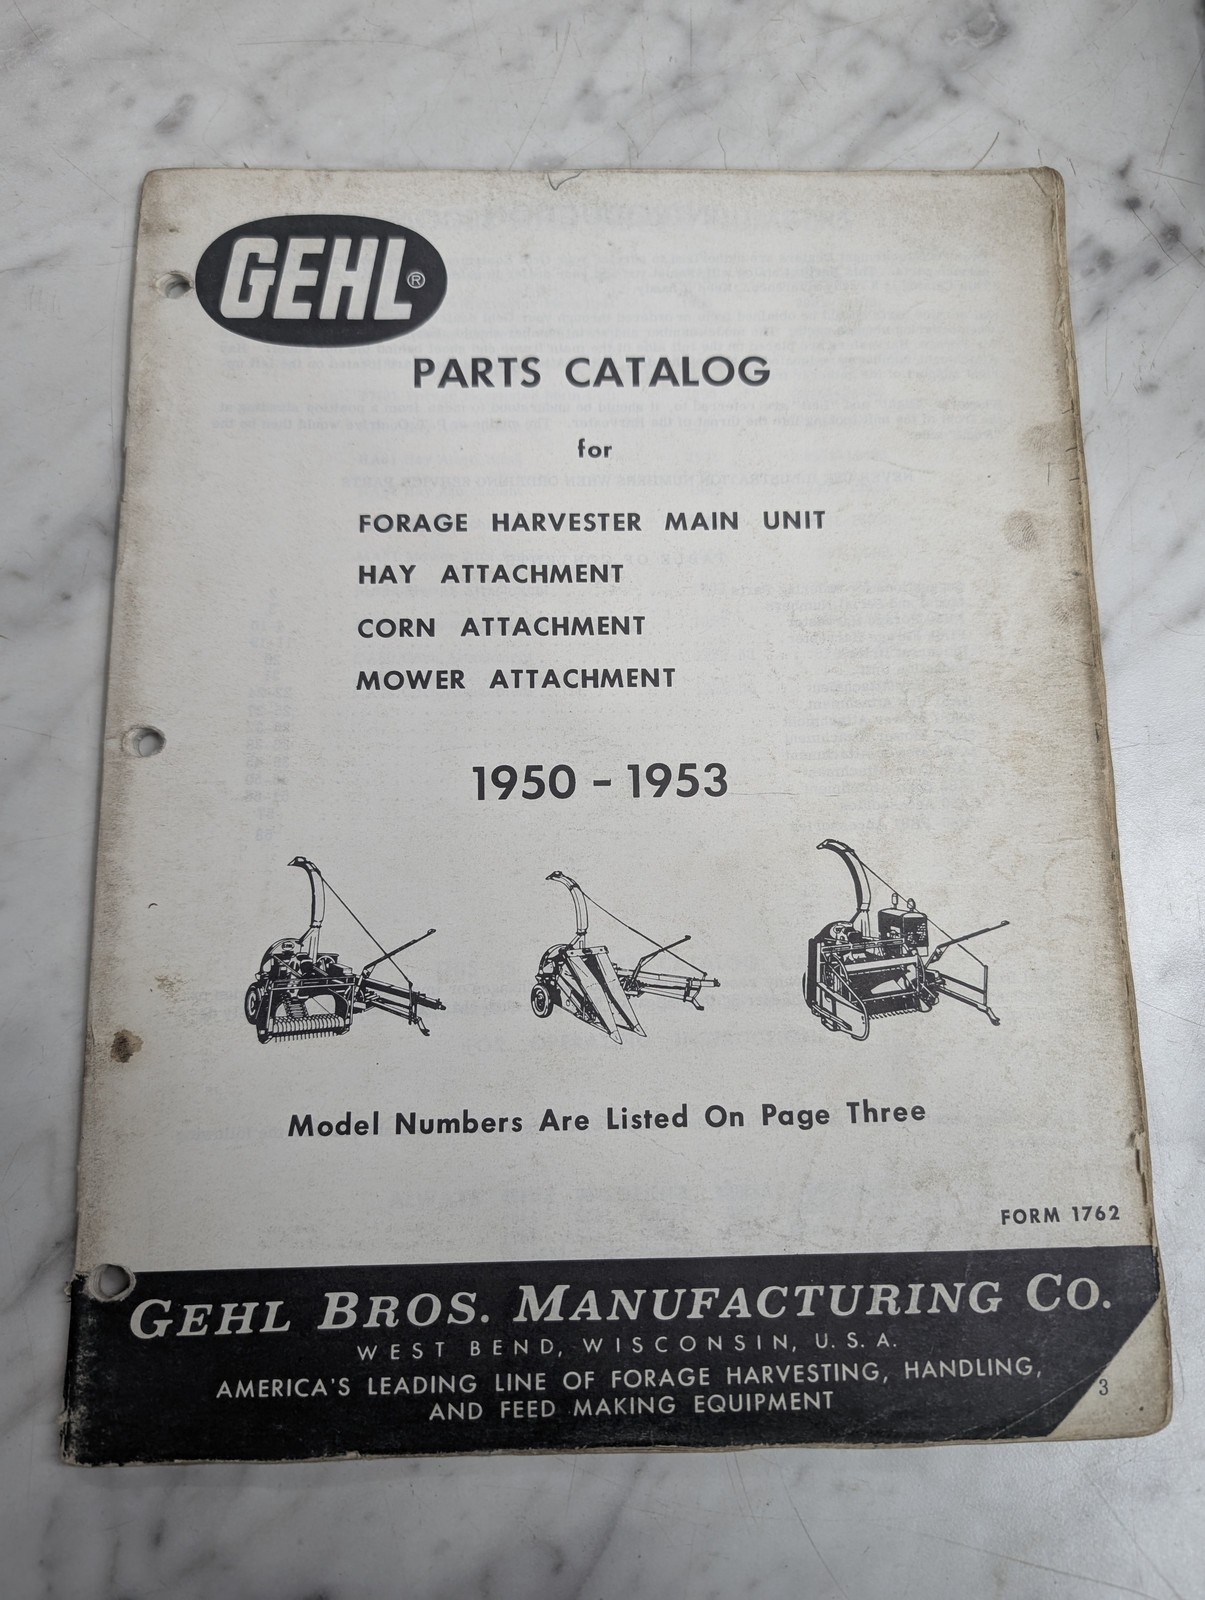 GEHL®
PARTS CATALOG
for
FORAGE HARVESTER MAIN UNIT
HAY ATTACHMENT
CORN ATTACHMENT
MOWER ATTACHMENT
1950 - 1953
Model Numbers Are Listed On Page Three
FORM 1762
GEHL BROS. MANUFACTURING CO.
WEST BEND, WISCONSIN, U. S. A.
AMERICA'S LEADING LINE OF FORAGE HARVESTING, HANDLING,
AND FEED MAKING EQUIPMENT
3